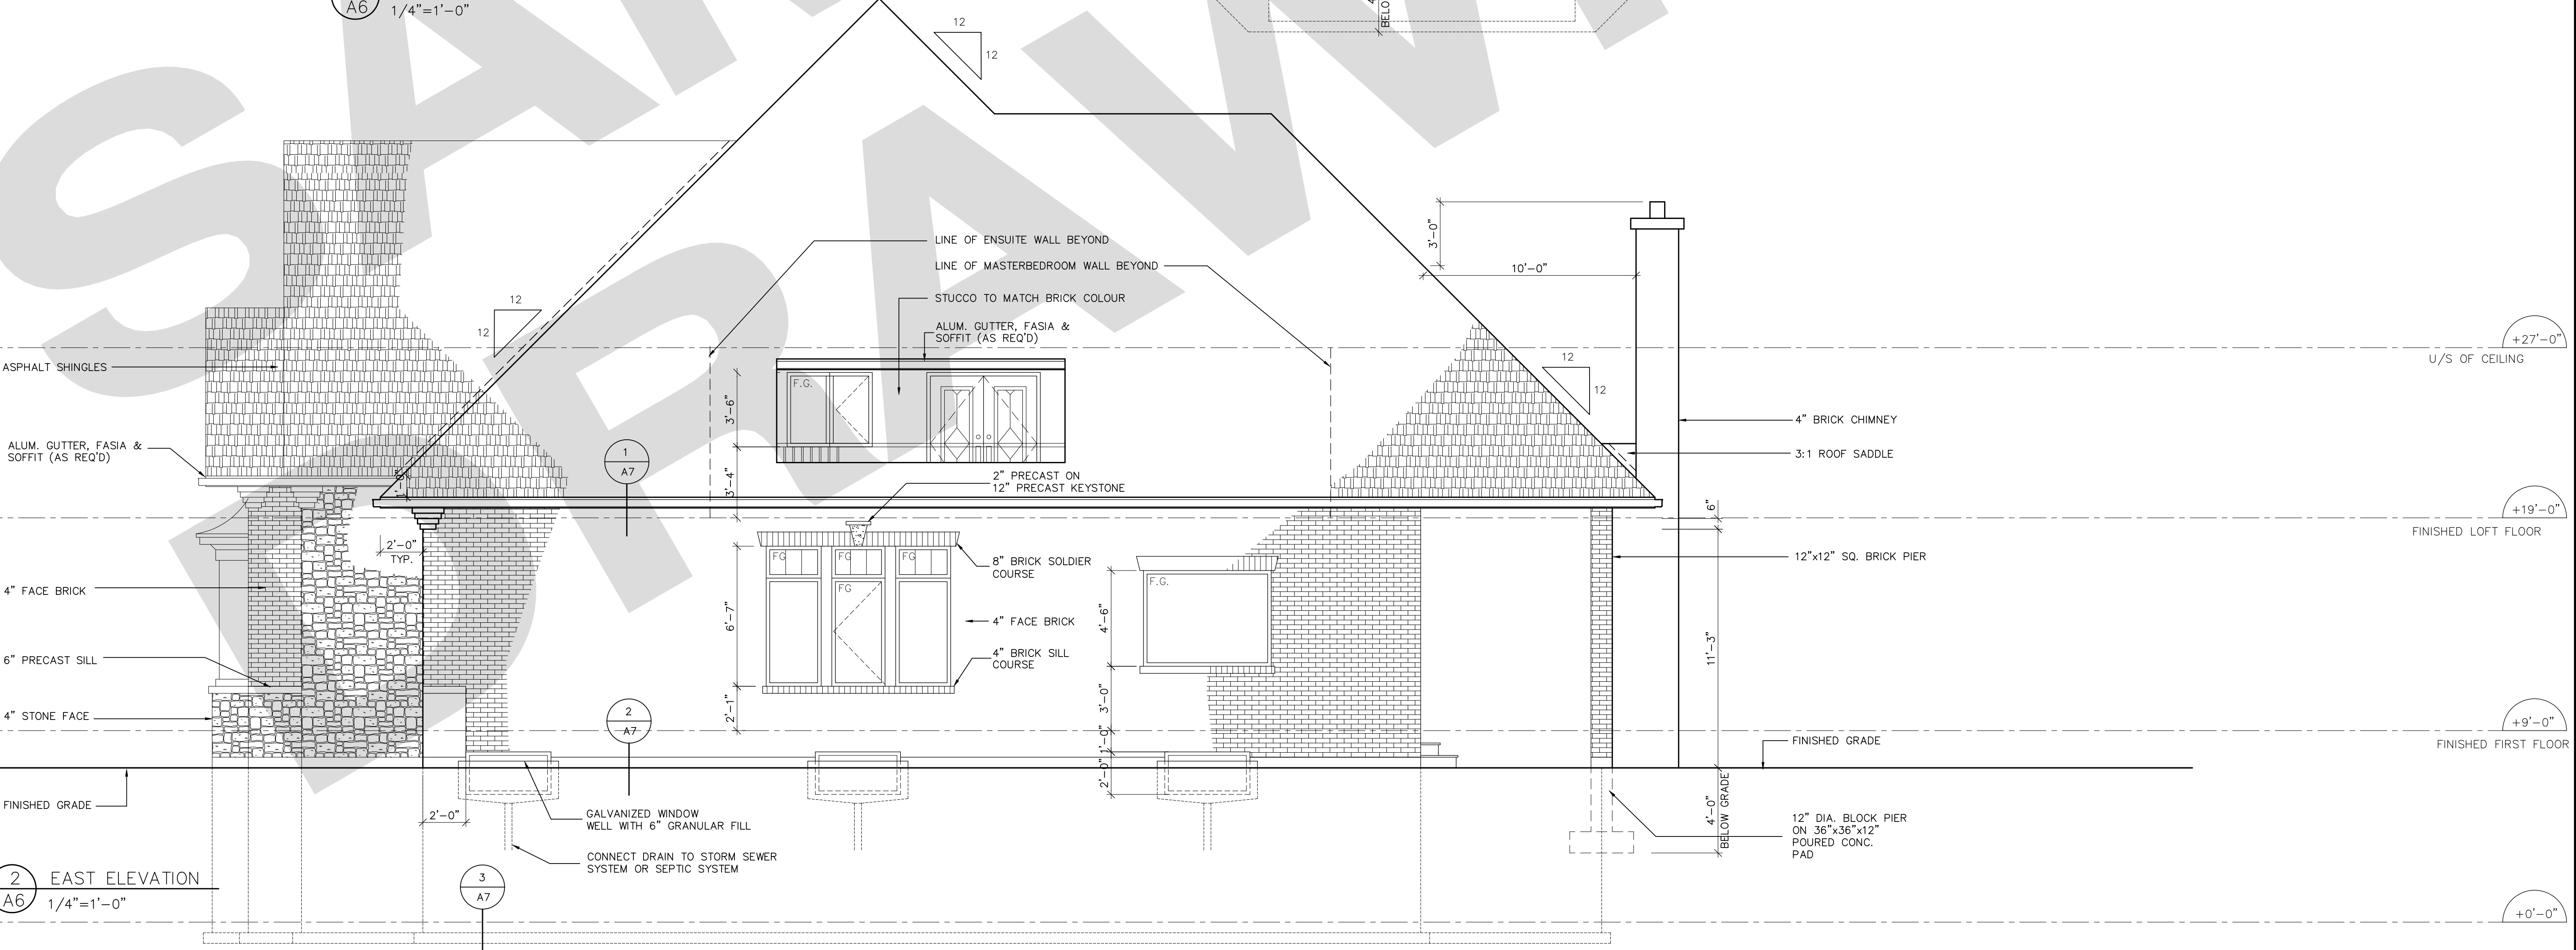 A6
1/4"=1'-0"
4
BELO
SAM
DRAW
12
12
LINE OF ENSUITE WALL BEYOND
LINE OF MASTERBEDROOM WALL BEYOND
STUCCO TO MATCH BRICK COLOUR
ALUM. GUTTER, FASIA &
SOFFIT (AS REQ'D)
3'-0"
10'-0"
12
12
12
12
ASPHALT SHINGLES
ALUM. GUTTER, FASIA &
SOFFIT (AS REQ'D)
F.G.
3'-6"
3'-4"
1'-0"
1
A7
2" PRECAST ON
12" PRECAST KEYSTONE
+27'-0"
U/S OF CEILING
4" BRICK CHIMNEY
3:1 ROOF SADDLE
6"
+19'-0"
FINISHED LOFT FLOOR
2'-0"
TYP.
FG
FG
FG
FG
F.G.
8" BRICK SOLDIER
COURSE
12"x12" SQ. BRICK PIER
4" FACE BRICK
6'-7"
4'-6"
4" FACE BRICK
4" BRICK SILL
COURSE
11'-3"
6" PRECAST SILL
4" STONE FACE
2'-1"
3'-0"
1'-0"
2'-0"
2
A7
+9'-0"
FINISHED FIRST FLOOR
FINISHED GRADE
FINISHED GRADE
2'-0"
GALVANIZED WINDOW
WELL WITH 6" GRANULAR FILL
CONNECT DRAIN TO STORM SEWER
SYSTEM OR SEPTIC SYSTEM
4'-0"
BELOW GRADE
12" DIA. BLOCK PIER
ON 36"x36"x12"
POURED CONC.
PAD
2
A6
EAST ELEVATION
1/4"=1'-0"
3
A7
+0'-0"